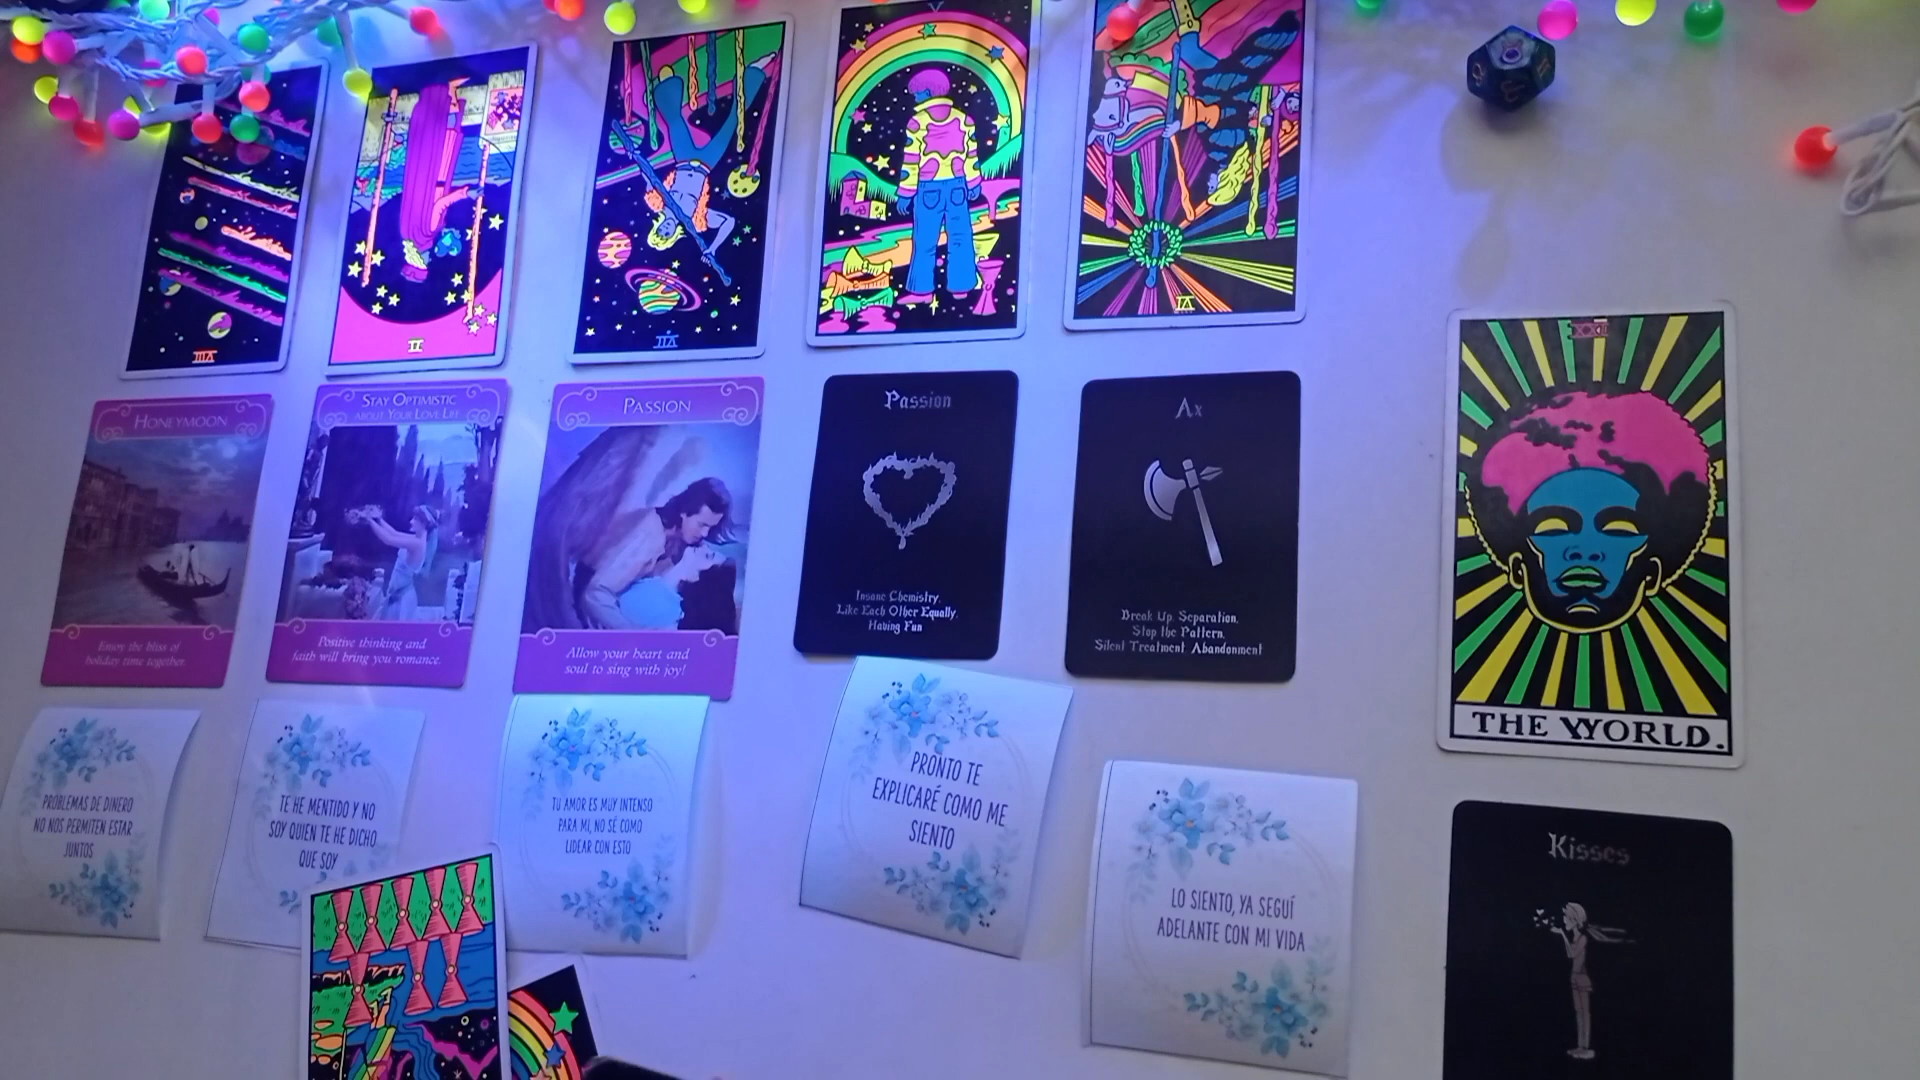 V
IIIΛ
II
IIΛ
IΛ
XXI
THE WORLD.
HONEYMOON
Enjoy the bliss of
holiday time together.
STAY OPTIMISTIC
ABOUT YOUR LOVE LIFE
Positive thinking and
faith will bring you romance.
PASSION
Allow your heart and
soul to sing with joy!
Passion
Insane Chemistry,
Like Each Other Equally,
Having Fun
Ax
Break Up, Separation,
Stop the Pattern,
Silent Treatment, Abandonment
PROBLEMAS DE DINERO
NO NOS PERMITEN ESTAR
JUNTOS
TE HE MENTIDO Y NO
SOY QUIEN TE HE DICHO
QUE SOY
TU AMOR ES MUY INTENSO
PARA MI, NO SÉ COMO
LIDEAR CON ESTO
PRONTO TE
EXPLICARÉ COMO ME
SIENTO
LO SIENTO, YA SEGUÍ
ADELANTE CON MI VIDA
Kisses